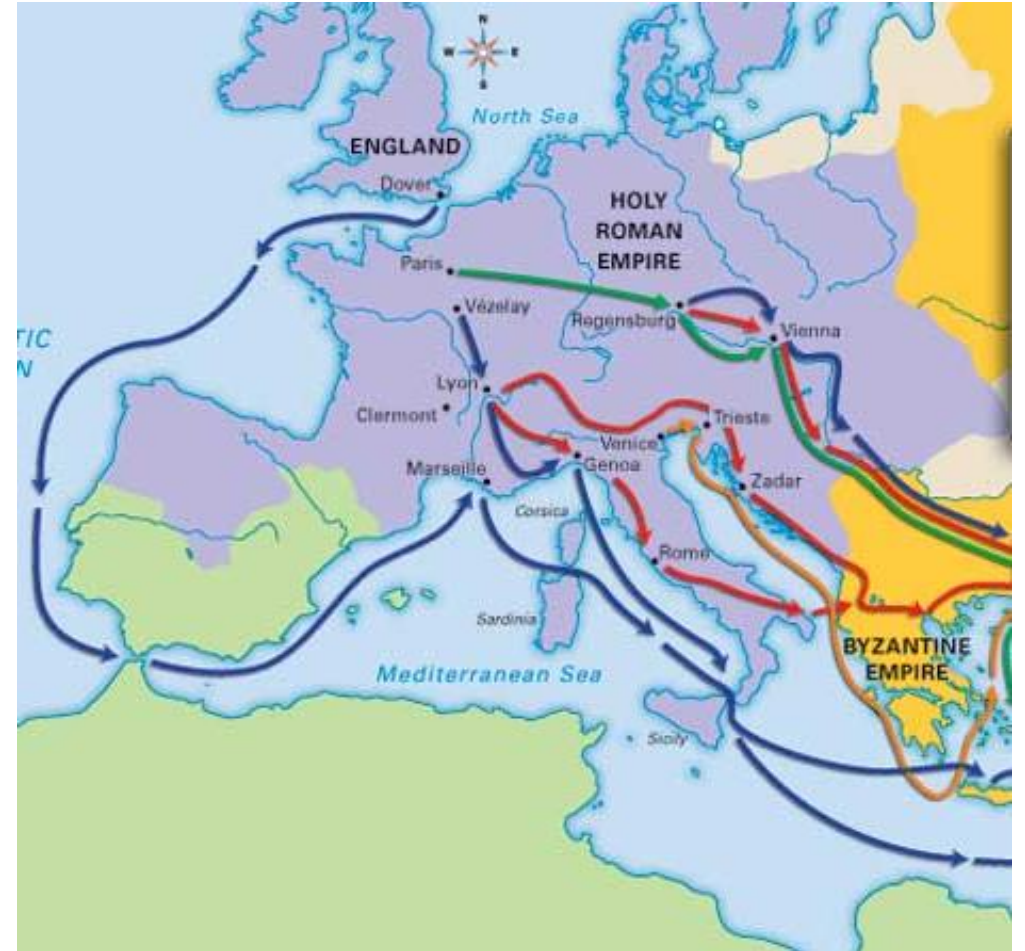 N
W E
S
North Sea
ENGLAND
Dover
HOLY
ROMAN
EMPIRE
Paris
Vézelay
Regensburg
Vienna
TIC
N
Lyon
Clermont
Trieste
Venice
Genoa
Marseille
Zadar
Corsica
Rome
Sardinia
BYZANTINE
EMPIRE
Mediterranean Sea
Sicily